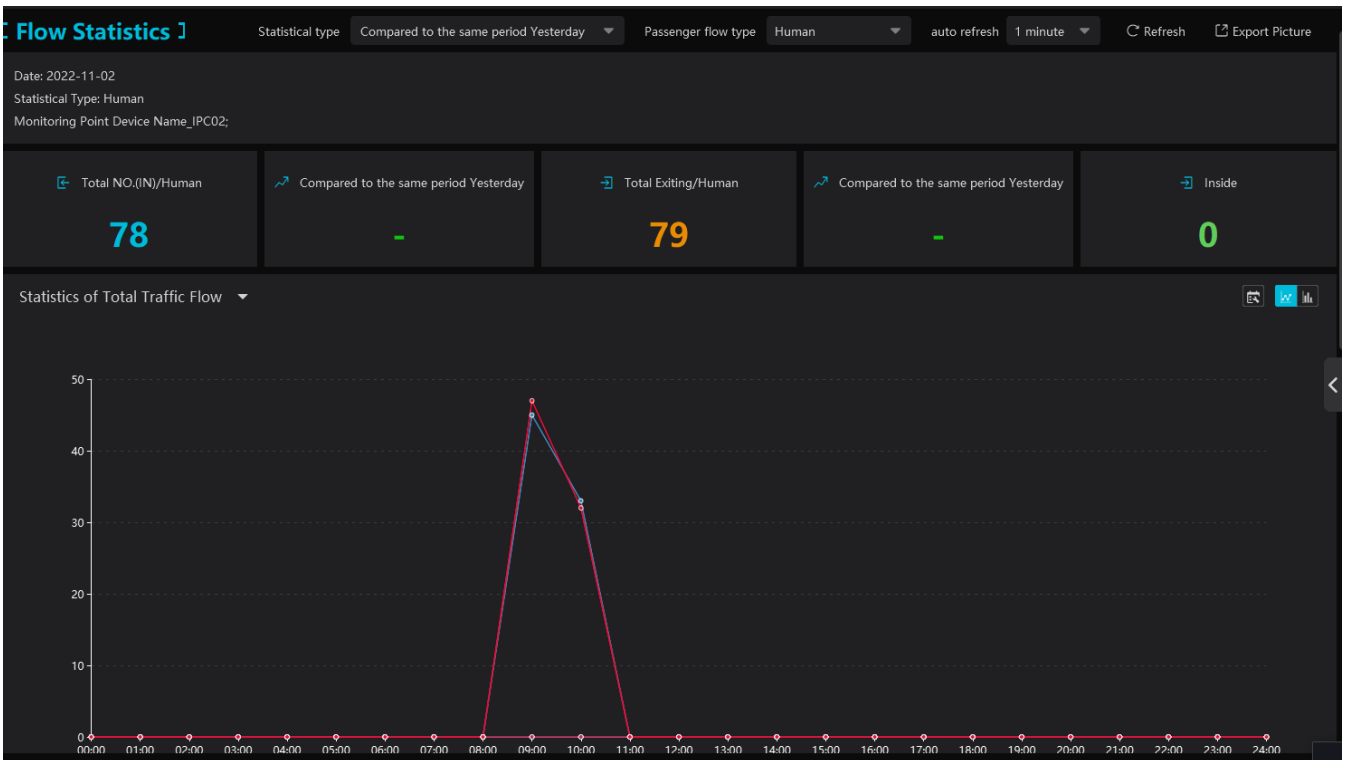 [ Flow Statistics ]
Statistical type Compared to the same period Yesterday Passenger flow type Human auto refresh 1 minute Refresh Export Picture
Date: 2022-11-02
Statistical Type: Human
Monitoring Point Device Name_IPC02;
Total NO.(IN)/Human Compared to the same period Yesterday Total Exiting/Human Compared to the same period Yesterday Inside
78 - 79 - 0
Statistics of Total Traffic Flow
50
40
30
20
10
0
00:00 01:00 02:00 03:00 04:00 05:00 06:00 07:00 08:00 09:00 10:00 11:00 12:00 13:00 14:00 15:00 16:00 17:00 18:00 19:00 20:00 21:00 22:00 23:00 24:00